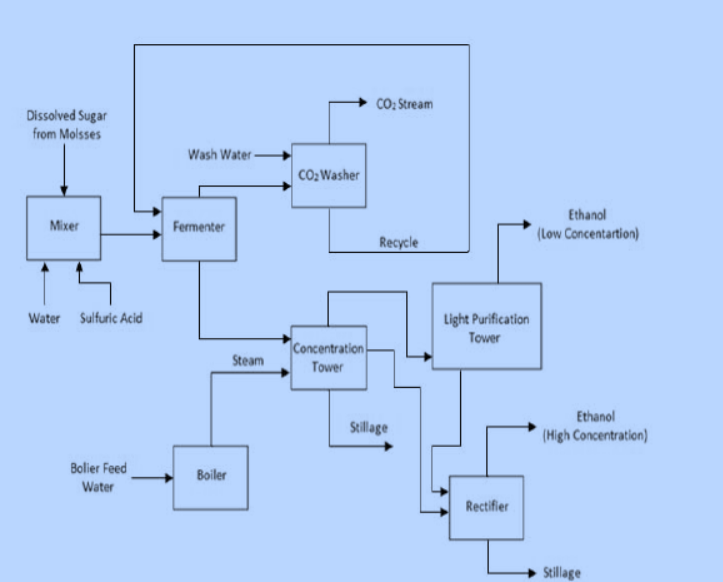 Dissolved Sugar
from Molsses
CO₂ Stream
Wash Water
CO₂ Washer
Mixer
Fermenter
Recycle
Ethanol
(Low Concentartion)
Water
Sulfuric Acid
Light Purification
Tower
Concentration
Tower
Steam
Stillage
Ethanol
(High Concentration)
Bolier Feed
Water
Boiler
Rectifier
Stillage